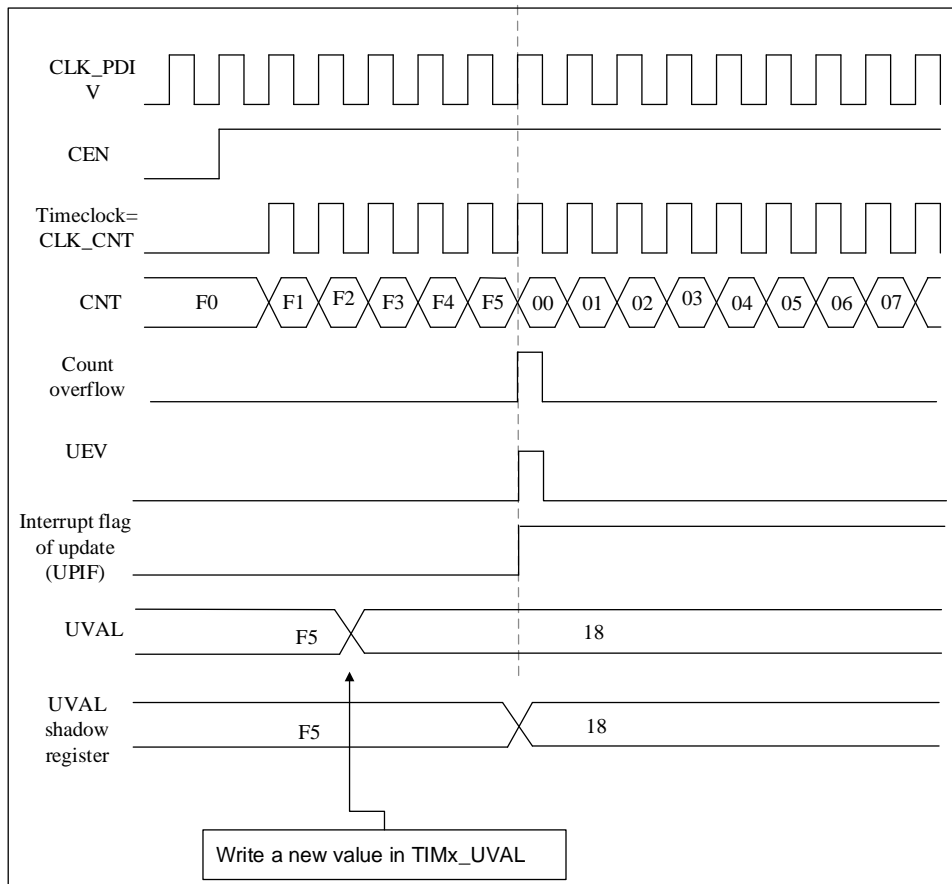 CLK_PDI
V
CEN
Timeclock=
CLK_CNT
CNT
F0
F1
F2
F3
F4
F5
00
01
02
03
04
05
06
07
Count
overflow
UEV
Interrupt flag
of update
(UPIF)
UVAL
F5
18
UVAL
shadow
register
F5
18
Write a new value in TIMx_UVAL